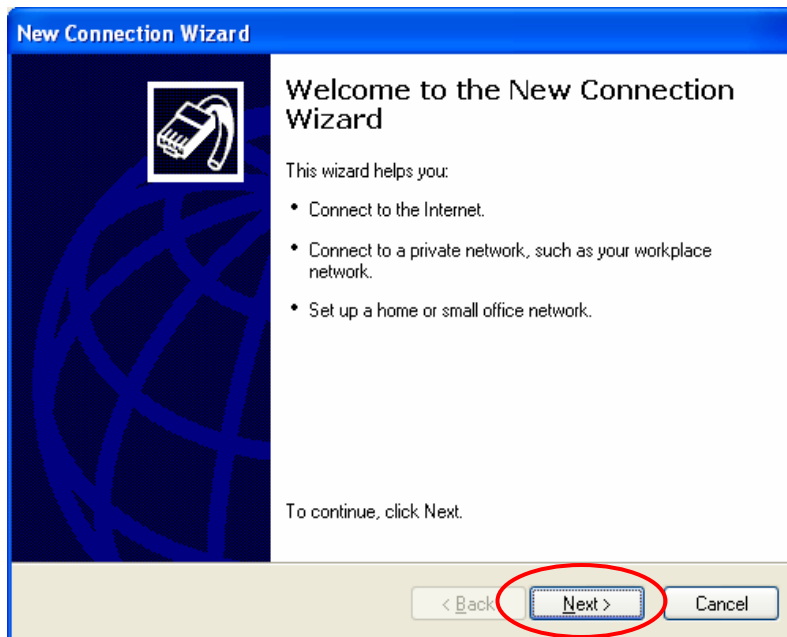 New Connection Wizard
Welcome to the New Connection
Wizard
This wizard helps you:
• Connect to the Internet.
• Connect to a private network, such as your workplace
network.
• Set up a home or small office network.
To continue, click Next.
< Back Next > Cancel